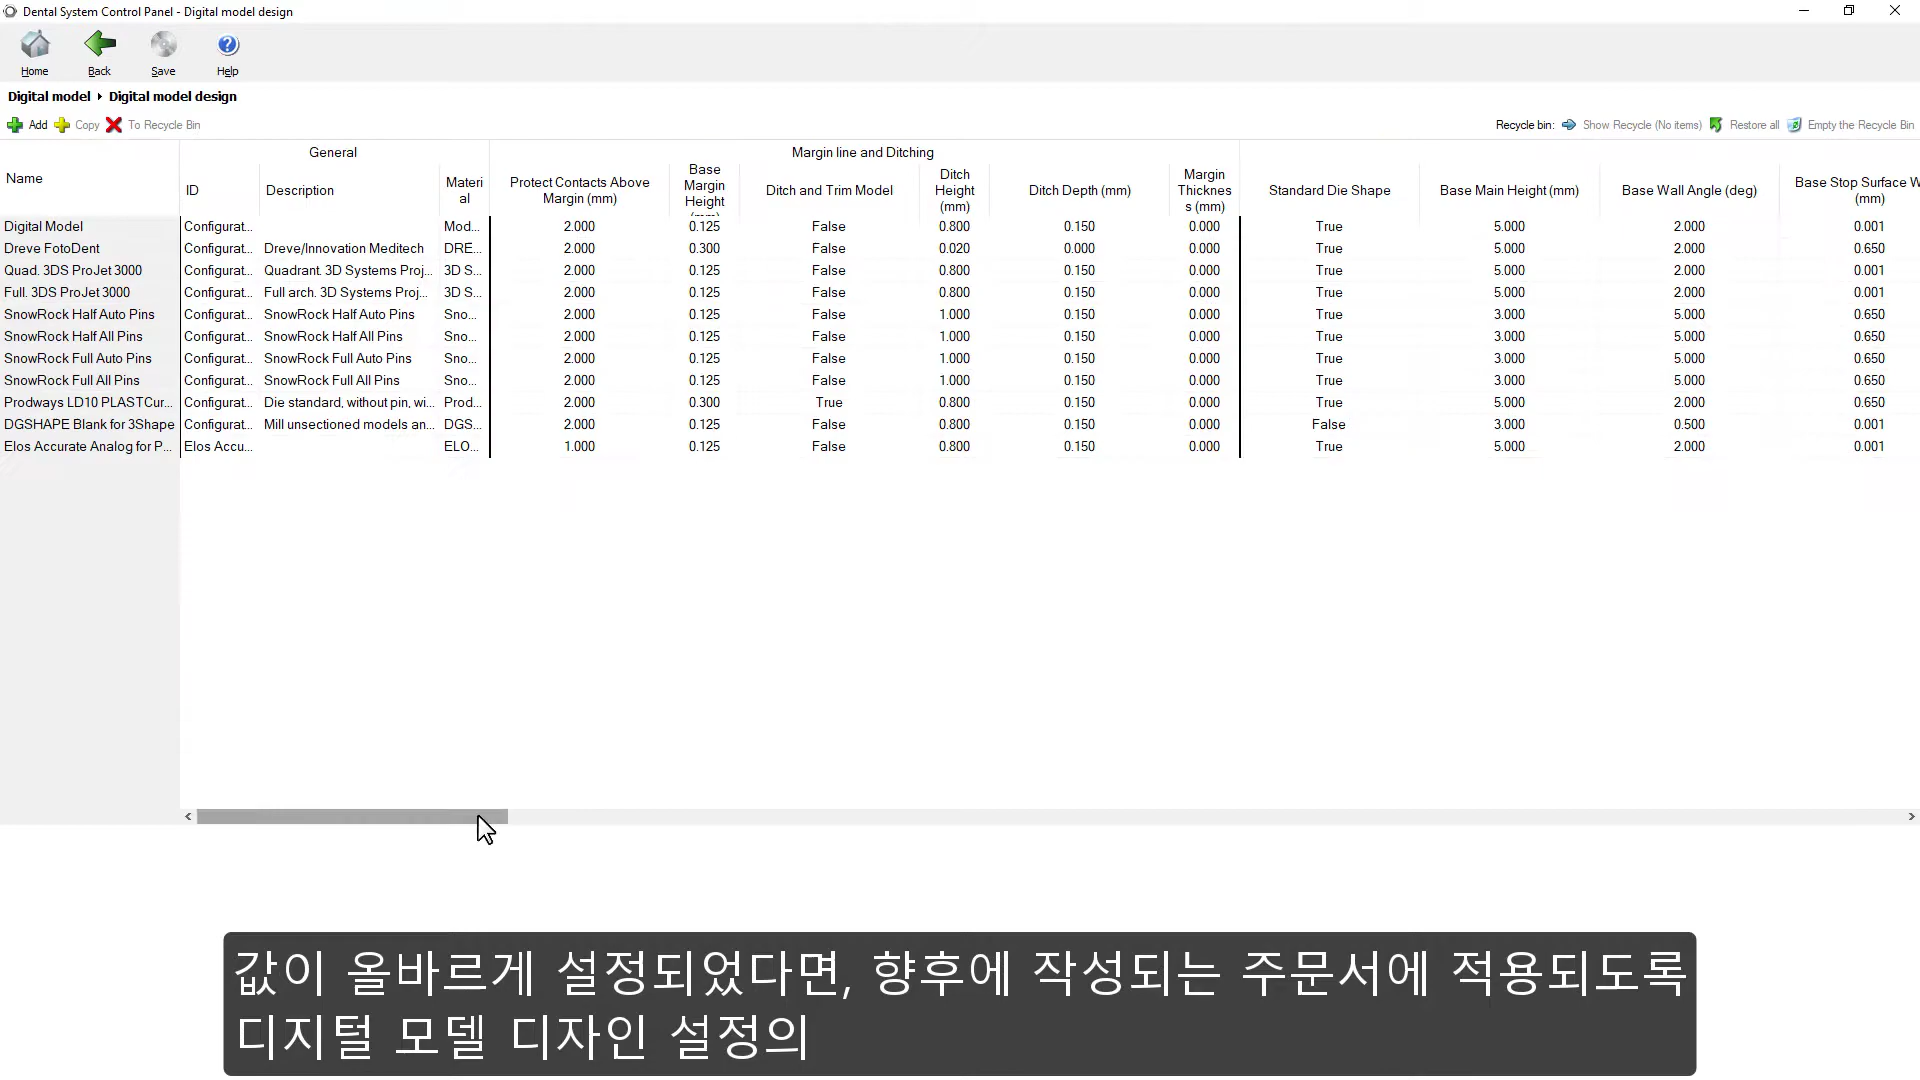 Dental System Control Panel - Digital model design
Home Back Save Help
Digital model Digital model design
Add Copy To Recycle Bin Recycle bin: Show Recycle (No items) Restore all Empty the Recycle Bin
General Margin line and Ditching
Name ID Description Materi al Protect Contacts Above Margin (mm) Base Margin Height Ditch and Trim Model Ditch Height (mm) Ditch Depth (mm) Margin Thicknes s (mm) Standard Die Shape Base Main Height (mm) Base Wall Angle (deg) Base Stop Surface W (mm)
Digital Model Configurat... Mod... 2.000 0.125 False 0.800 0.150 0.000 True 5.000 2.000 0.001
Dreve FotoDent Configurat... Dreve/Innovation Meditech DRE... 2.000 0.300 False 0.020 0.000 0.000 True 5.000 2.000 0.650
Quad. 3DS ProJet 3000 Configurat... Quadrant. 3D Systems Proj... 3D S... 2.000 0.125 False 0.800 0.150 0.000 True 5.000 2.000 0.001
Full. 3DS ProJet 3000 Configurat... Full arch. 3D Systems Proj... 3D S... 2.000 0.125 False 0.800 0.150 0.000 True 5.000 2.000 0.001
SnowRock Half Auto Pins Configurat... SnowRock Half Auto Pins Sno... 2.000 0.125 False 1.000 0.150 0.000 True 3.000 5.000 0.650
SnowRock Half All Pins Configurat... SnowRock Half All Pins Sno... 2.000 0.125 False 1.000 0.150 0.000 True 3.000 5.000 0.650
SnowRock Full Auto Pins Configurat... SnowRock Full Auto Pins Sno... 2.000 0.125 False 1.000 0.150 0.000 True 3.000 5.000 0.650
SnowRock Full All Pins Configurat... SnowRock Full All Pins Sno... 2.000 0.125 False 1.000 0.150 0.000 True 3.000 5.000 0.650
Prodways LD10 PLASTCur... Configurat... Die standard, without pin, wi... Prod... 2.000 0.300 True 0.800 0.150 0.000 True 5.000 2.000 0.650
DGSHAPE Blank for 3Shape Configurat... Mill unsectioned models an... DGS... 2.000 0.125 False 0.800 0.150 0.000 False 3.000 0.500 0.001
Elos Accurate Analog for P... Elos Accu... ELO... 1.000 0.125 False 0.800 0.150 0.000 True 5.000 2.000 0.001
값이 올바르게 설정되었다면, 향후에 작성되는 주문서에 적용되도록
디지털 모델 디자인 설정의